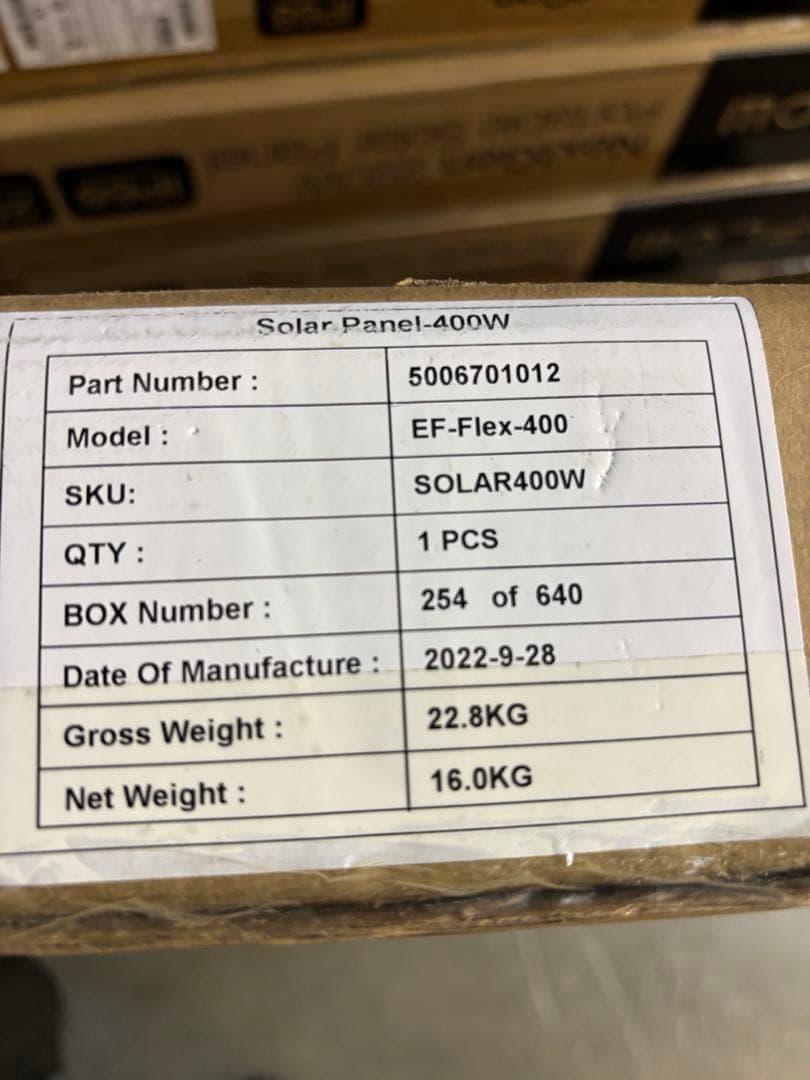 Solar Panel-400W
Part Number : 5006701012
Model : EF-Flex-400
SKU: SOLAR400W
QTY : 1 PCS
BOX Number : 254 of 640
Date Of Manufacture : 2022-9-28
Gross Weight : 22.8KG
Net Weight : 16.0KG